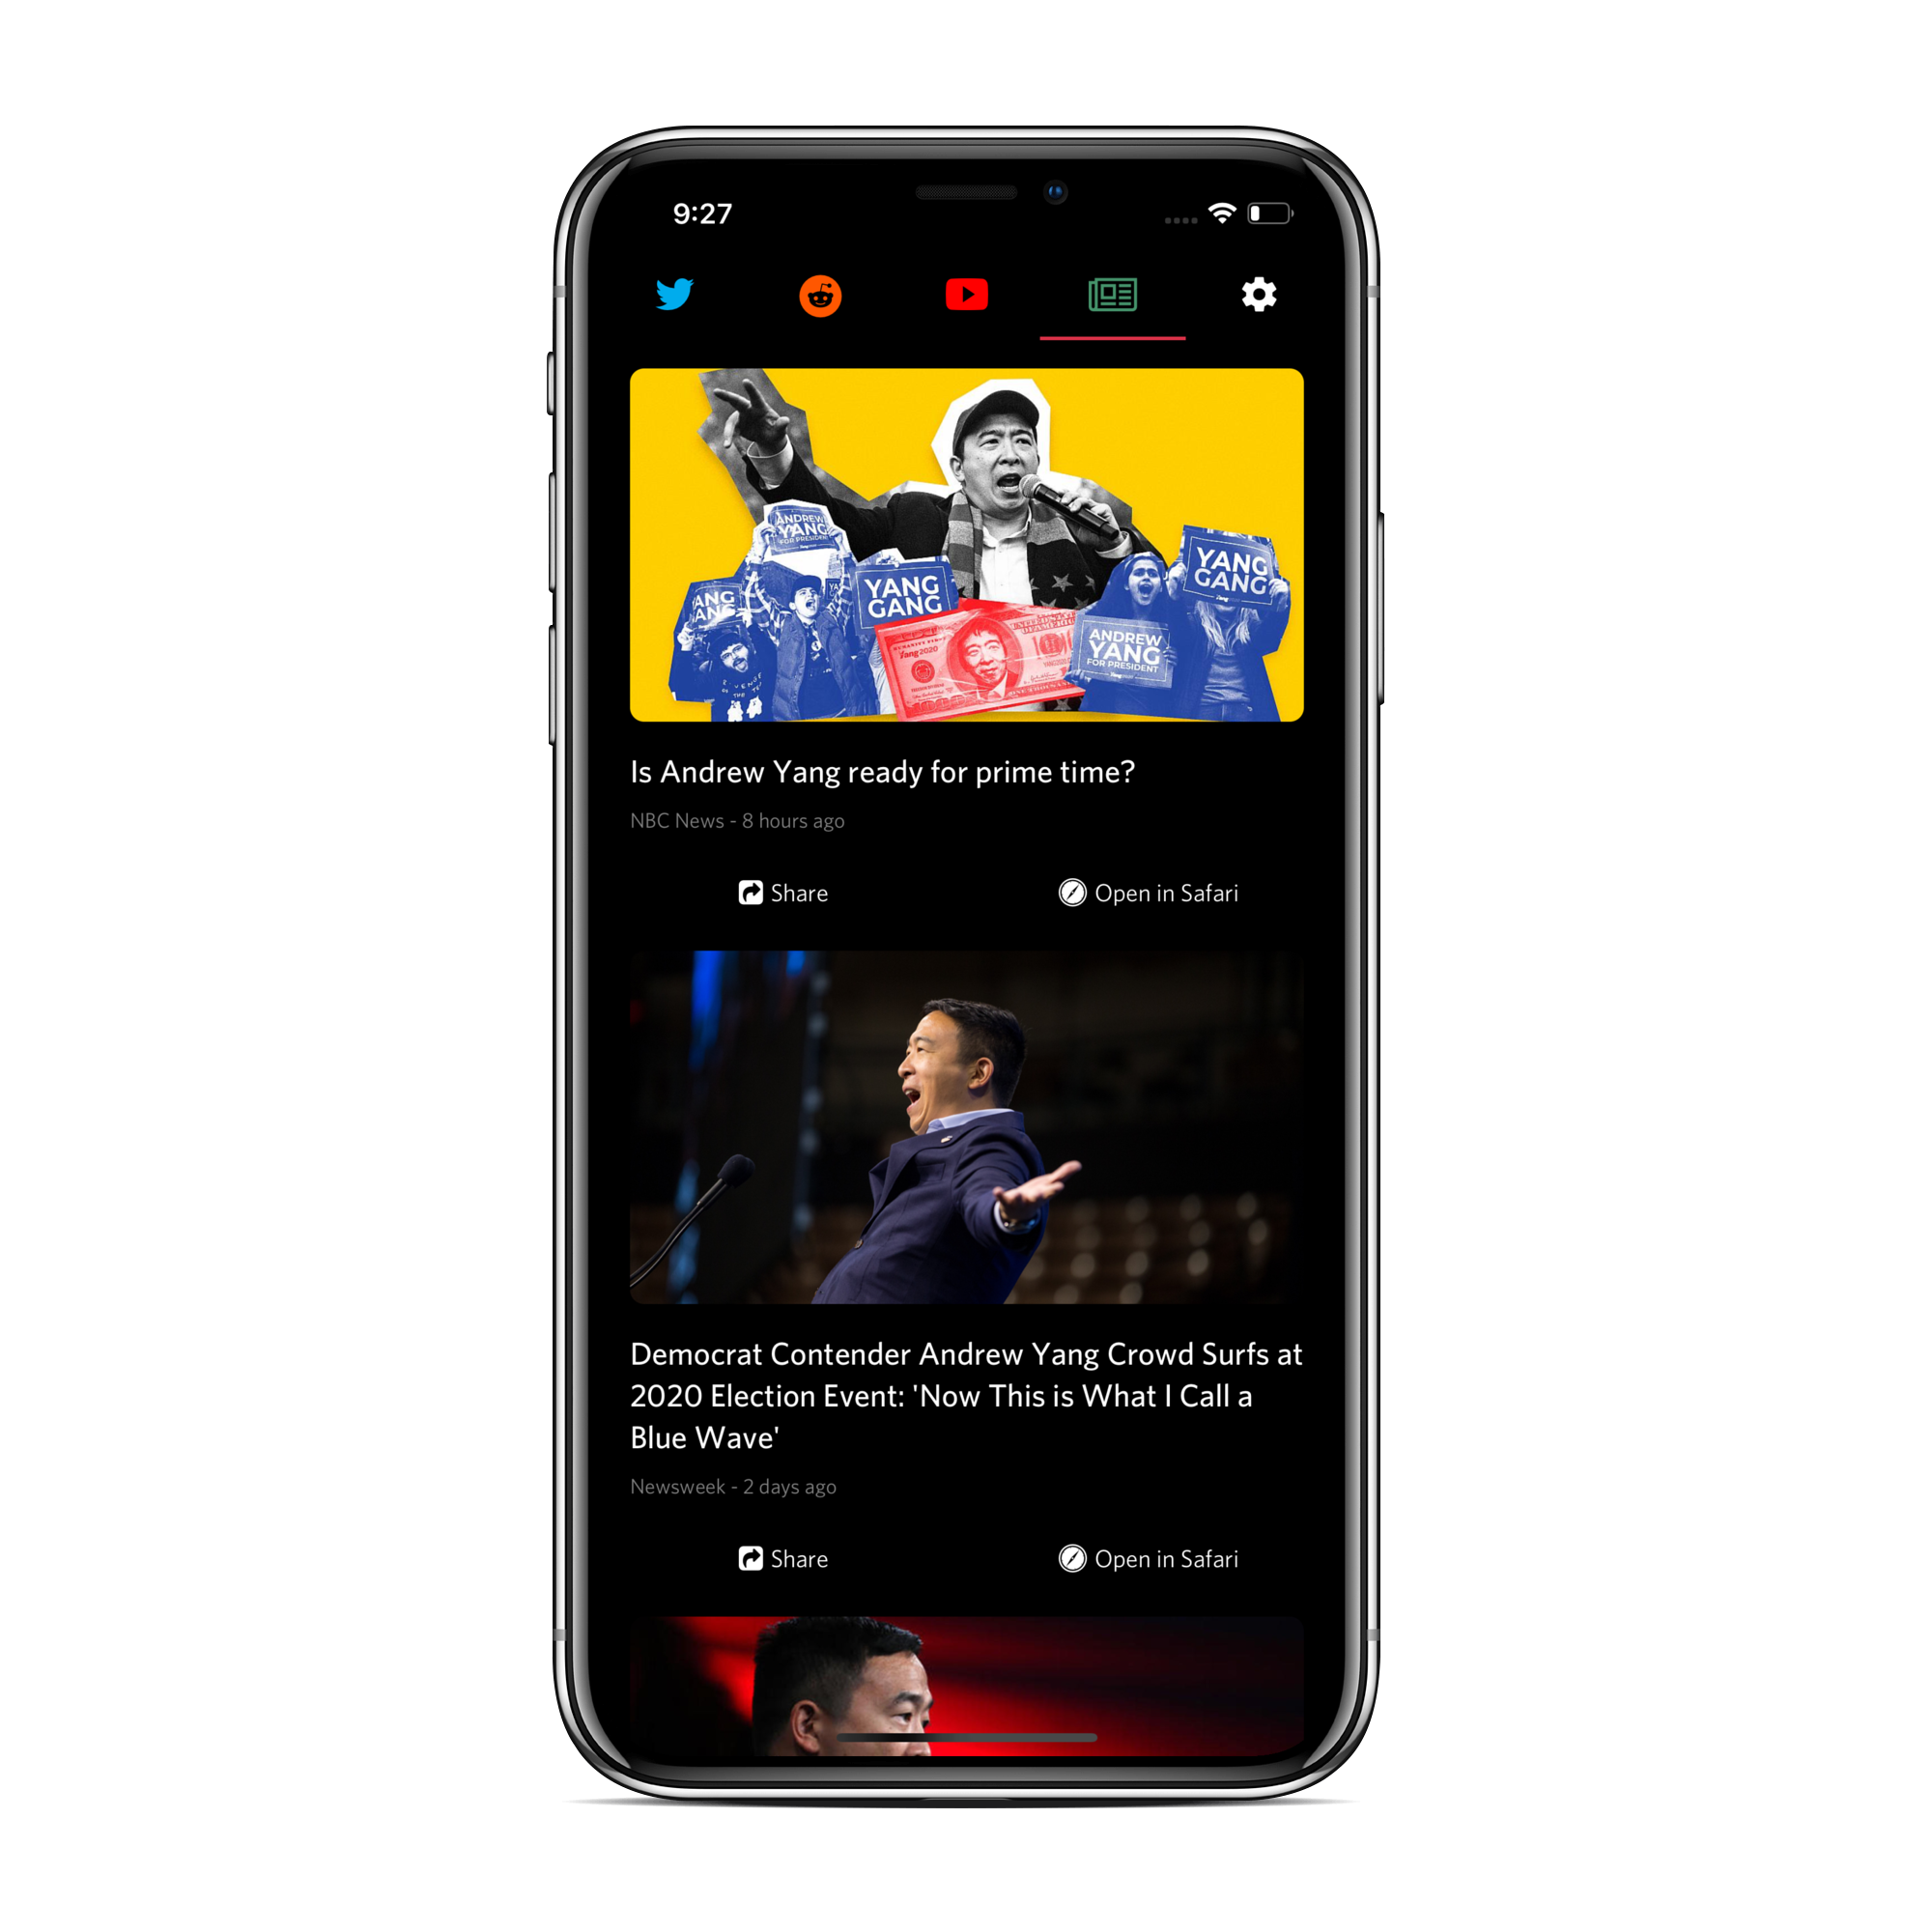 9:27
ANDREW
YANG
FOR PRESIDENT
YANG
GANG
YANG
GANG
ANG
ANG
HUMANITY FIRST
Yang2020
ANDREW
YANG
FOR PRESIDENT
Is Andrew Yang ready for prime time?
NBC News - 8 hours ago
Share
Open in Safari
Democrat Contender Andrew Yang Crowd Surfs at
2020 Election Event: 'Now This is What I Call a
Blue Wave'
Newsweek - 2 days ago
Share
Open in Safari